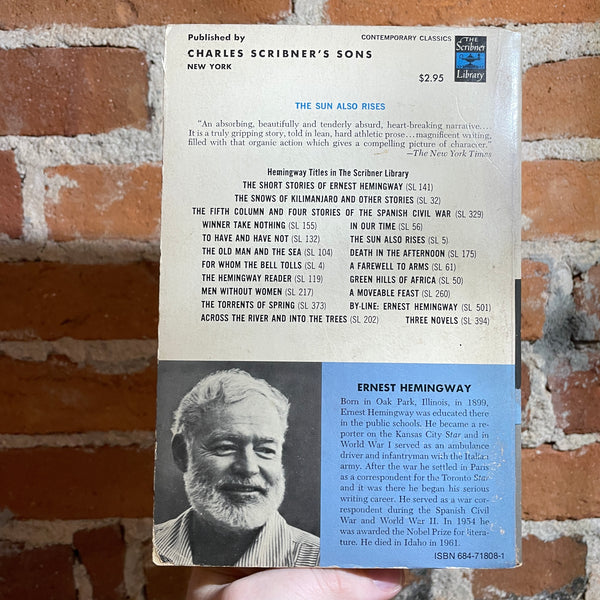 Published by
CONTEMPORARY CLASSICS
THE
Scribner
Library
CHARLES SCRIBNER'S SONS
NEW YORK
$2.95
THE SUN ALSO RISES
"An absorbing, beautifully and tenderly absurd, heart-breaking narrative....
It is a truly gripping story, told in lean, hard athletic prose...magnificent writing,
filled with that organic action which gives a compelling picture of character."
—The New York Times
Hemingway Titles in The Scribner Library
THE SHORT STORIES OF ERNEST HEMINGWAY (SL 141)
THE SNOWS OF KILIMANJARO AND OTHER STORIES (SL 32)
THE FIFTH COLUMN AND FOUR STORIES OF THE SPANISH CIVIL WAR (SL 329)
WINNER TAKE NOTHING (SL 155) IN OUR TIME (SL 56)
TO HAVE AND HAVE NOT (SL 132) THE SUN ALSO RISES (SL 5)
THE OLD MAN AND THE SEA (SL 104) DEATH IN THE AFTERNOON (SL 175)
FOR WHOM THE BELL TOLLS (SL 4) A FAREWELL TO ARMS (SL 61)
THE HEMINGWAY READER (SL 119) GREEN HILLS OF AFRICA (SL 50)
MEN WITHOUT WOMEN (SL 217) A MOVEABLE FEAST (SL 260)
THE TORRENTS OF SPRING (SL 373) BY-LINE: ERNEST HEMINGWAY (SL 501)
ACROSS THE RIVER AND INTO THE TREES (SL 202) THREE NOVELS (SL 394)
ERNEST HEMINGWAY
Born in Oak Park, Illinois, in 1899,
Ernest Hemingway was educated there
in the public schools. He became a re-
porter on the Kansas City Star and in
World War I served as an ambulance
driver and infantryman with the Italian
army. After the war he settled in Paris
as a correspondent for the Toronto Star
and it was there he began his serious
writing career. He served as a war cor-
respondent during the Spanish Civil
War and World War II. In 1954 he
was awarded the Nobel Prize for litera-
ture. He died in Idaho in 1961.
ISBN 684-71808-1